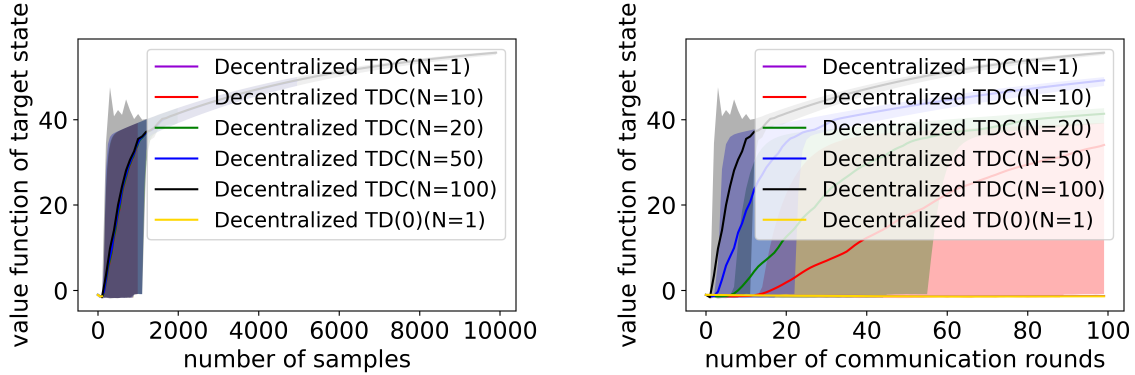 value function of target state
40
20
0
0
2000
4000
6000
8000
10000
number of samples
Decentralized TDC(N=1)
Decentralized TDC(N=10)
Decentralized TDC(N=20)
Decentralized TDC(N=50)
Decentralized TDC(N=100)
Decentralized TD(0)(N=1)
value function of target state
40
20
0
0
20
40
60
80
100
number of communication rounds
Decentralized TDC(N=1)
Decentralized TDC(N=10)
Decentralized TDC(N=20)
Decentralized TDC(N=50)
Decentralized TDC(N=100)
Decentralized TD(0)(N=1)